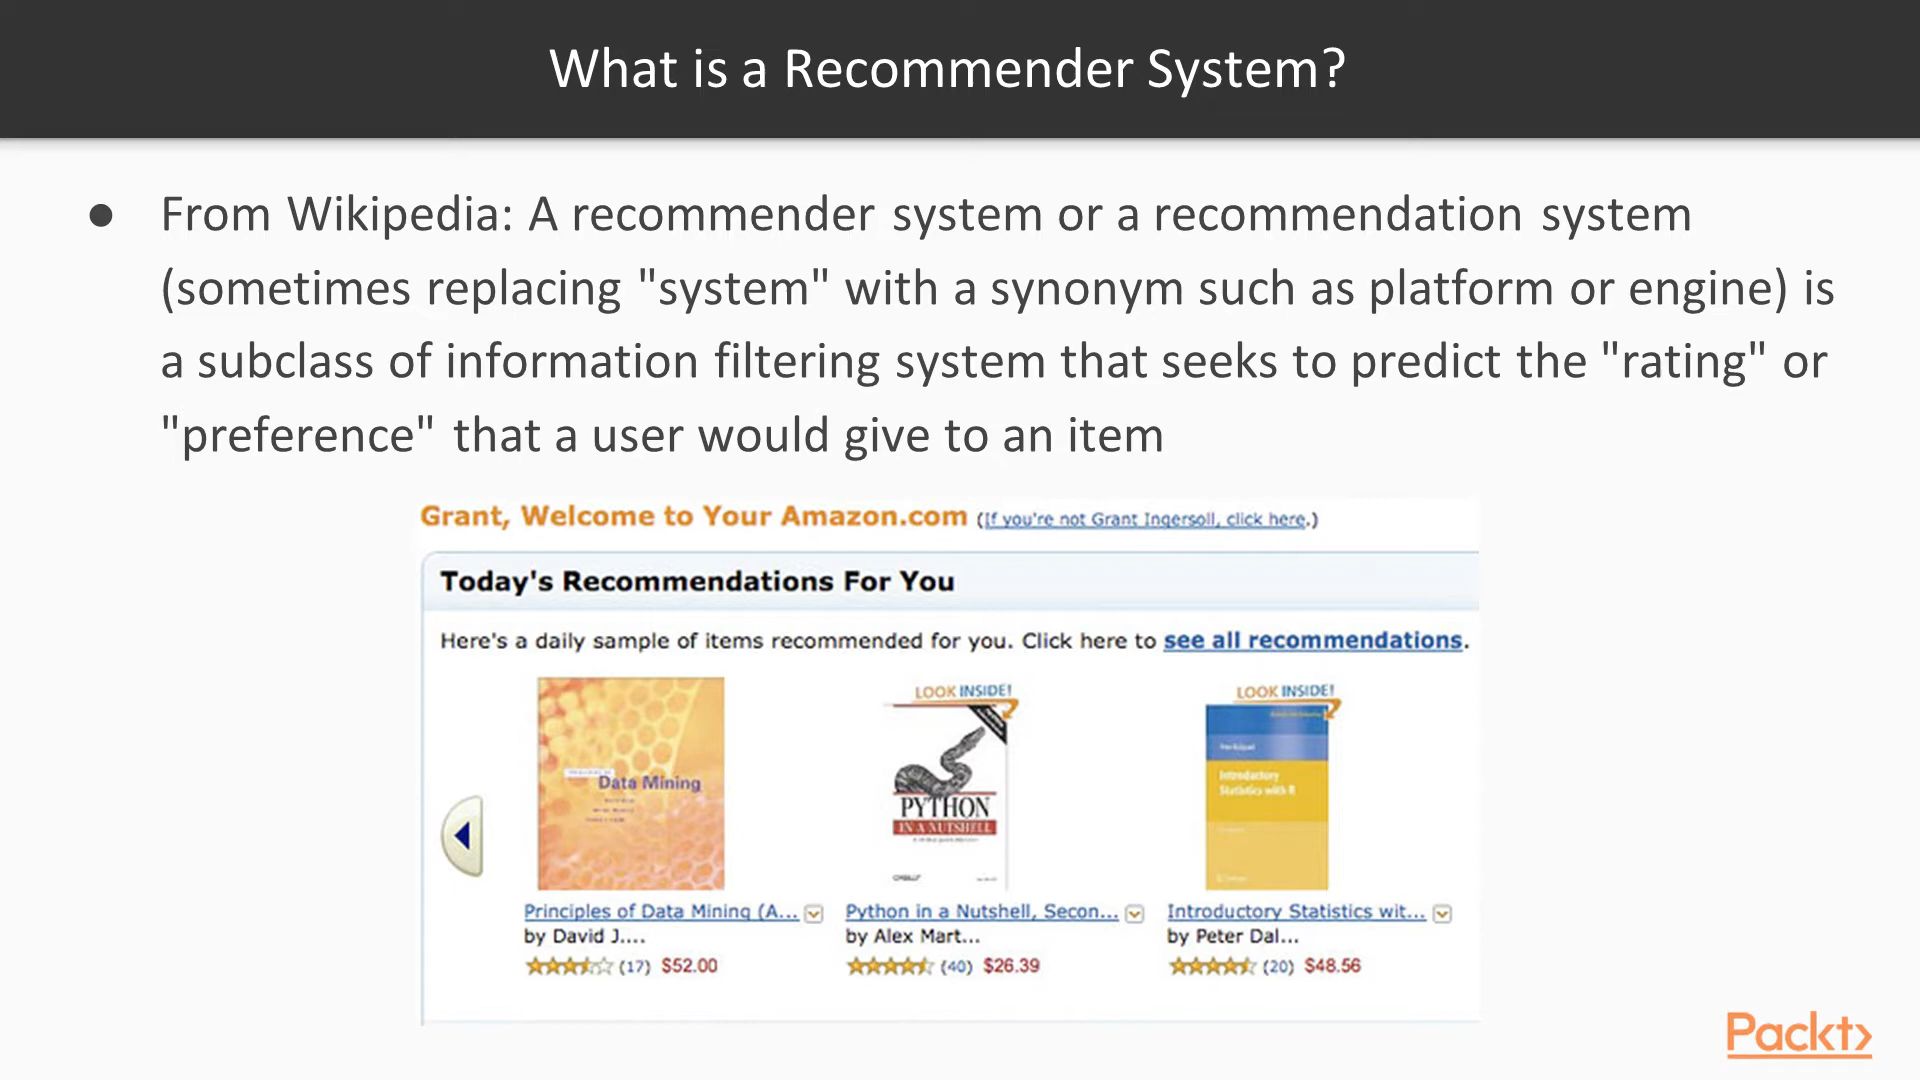 What is a Recommender System?
● From Wikipedia: A recommender system or a recommendation system
(sometimes replacing "system" with a synonym such as platform or engine) is
a subclass of information filtering system that seeks to predict the "rating" or
"preference" that a user would give to an item
Grant, Welcome to Your Amazon.com (If you're not Grant Ingersoll, click here.)
Today's Recommendations For You
Here's a daily sample of items recommended for you. Click here to see all recommendations.
Data Mining
LOOK INSIDE!
PYTHON
IN A NUTSHELL
O'REILLY
LOOK INSIDE!
Introductory
Statistics with R
Principles of Data Mining (A...
by David J....
(17) $52.00
Python in a Nutshell, Secon...
by Alex Mart...
(40) $26.39
Introductory Statistics wit...
by Peter Dal...
(20) $48.56
Packt>